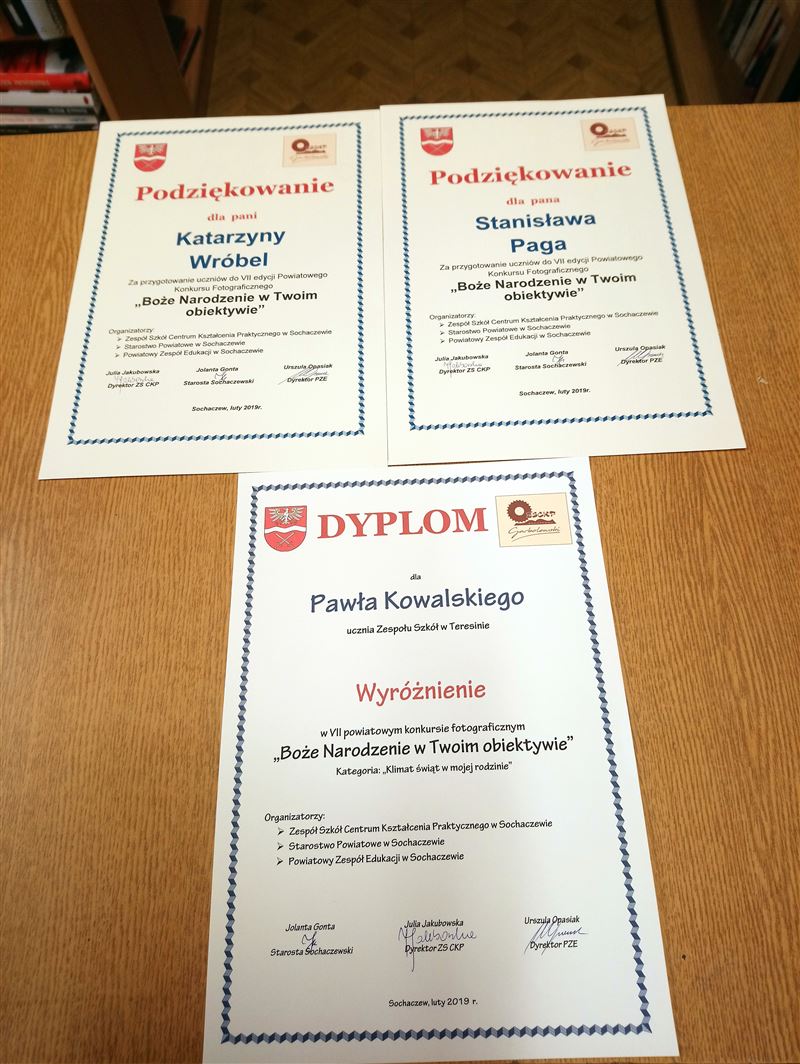 Podziękowanie
dla pani
Katarzyny
Wróbel
Za przygotowanie uczniów do VII edycji Powiatowego
Konkursu Fotograficznego
„Boże Narodzenie w Twoim
obiektywie”
Organizatorzy:
➢ Zespół Szkół Centrum Kształcenia Praktycznego w Sochaczewie
➢ Starostwo Powiatowe w Sochaczewie
➢ Powiatowy Zespół Edukacji w Sochaczewie
Julia Jakubowska
Dyrektor ZS CKP
Jolanta Gonta
Starosta Sochaczewski
Urszula Opasiak
Dyrektor PZE
Sochaczew, luty 2019r.
Podziękowanie
dla pana
Stanisława
Paga
Za przygotowanie uczniów do VII edycji Powiatowego
Konkursu Fotograficznego
„Boże Narodzenie w Twoim
obiektywie”
Organizatorzy:
➢ Zespół Szkół Centrum Kształcenia Praktycznego w Sochaczewie
➢ Starostwo Powiatowe w Sochaczewie
➢ Powiatowy Zespół Edukacji w Sochaczewie
Julia Jakubowska
Dyrektor ZS CKP
Jolanta Gonta
Starosta Sochaczewski
Urszula Opasiak
Dyrektor PZE
Sochaczew, luty 2019r.
DYPLOM
dla
Pawła Kowalskiego
ucznia Zespołu Szkół w Teresinie
Wyróżnienie
w VII powiatowym konkursie fotograficznym
„Boże Narodzenie w Twoim obiektywie”
Kategoria: „Klimat świąt w mojej rodzinie”
Organizatorzy:
➢ Zespół Szkół Centrum Kształcenia Praktycznego w Sochaczewie
➢ Starostwo Powiatowe w Sochaczewie
➢ Powiatowy Zespół Edukacji w Sochaczewie
Jolanta Gonta
Starosta Sochaczewski
Julia Jakubowska
Dyrektor ZS CKP
Urszula Opasiak
Dyrektor PZE
Sochaczew, luty 2019 r.